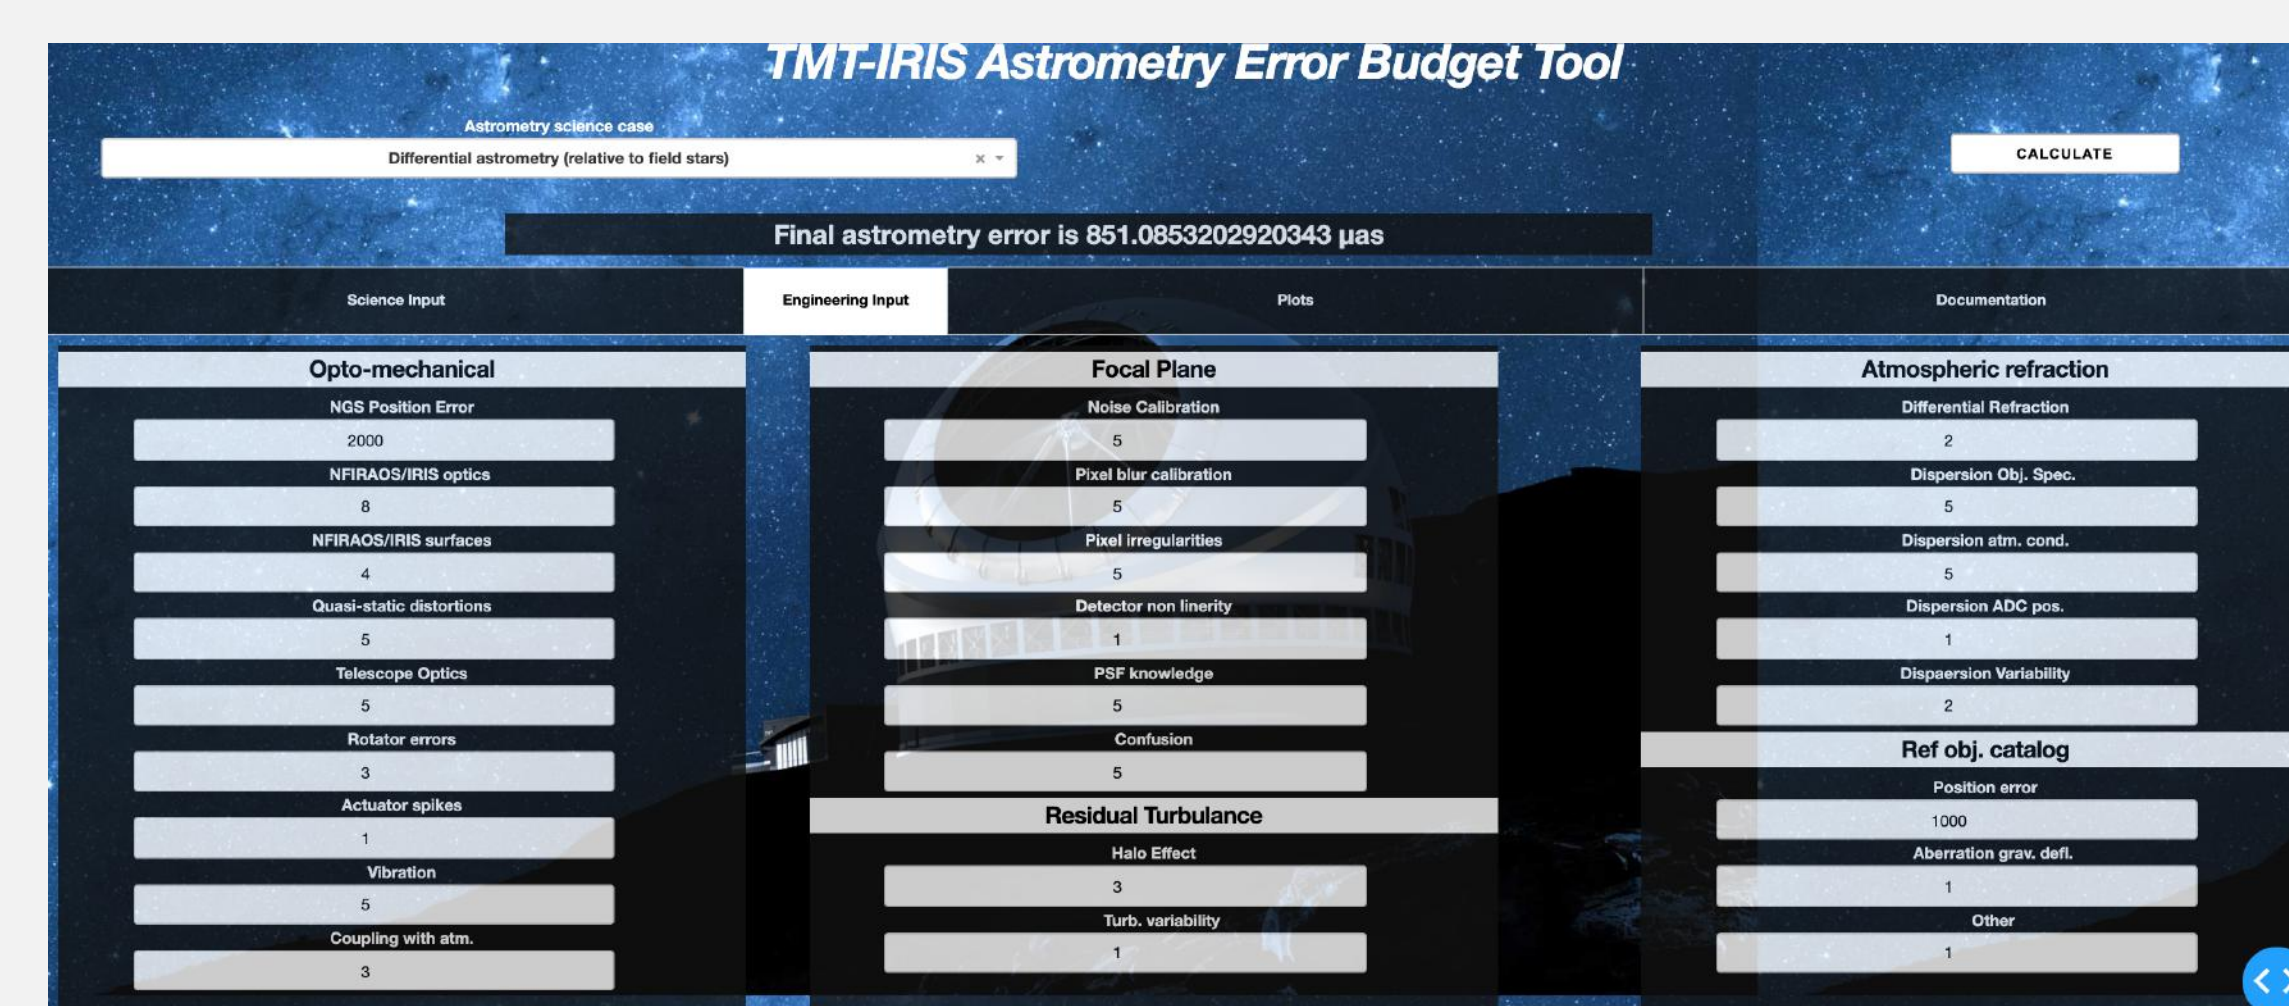 TMT-IRIS Astrometry Error Budget Tool
Astrometry science case
Differential astrometry (relative to field stars)
CALCULATE
Final astrometry error is 851.0853202920343 µas
Science Input
Engineering Input
Plots
Documentation
Opto-mechanical
NGS Position Error
2000
NFIRAOS/IRIS optics
8
NFIRAOS/IRIS surfaces
4
Quasi-static distortions
5
Telescope Optics
5
Rotator errors
3
Actuator spikes
1
Vibration
5
Coupling with atm.
3
Focal Plane
Noise Calibration
5
Pixel blur calibration
5
Pixel irregularities
5
Detector non linerity
1
PSF knowledge
5
Confusion
5
Residual Turbulance
Halo Effect
3
Turb. variability
1
Atmospheric refraction
Differential Refraction
2
Dispersion Obj. Spec.
5
Dispersion atm. cond.
5
Dispersion ADC pos.
1
Dispaersion Variability
2
Ref obj. catalog
Position error
1000
Aberration grav. defl.
1
Other
1